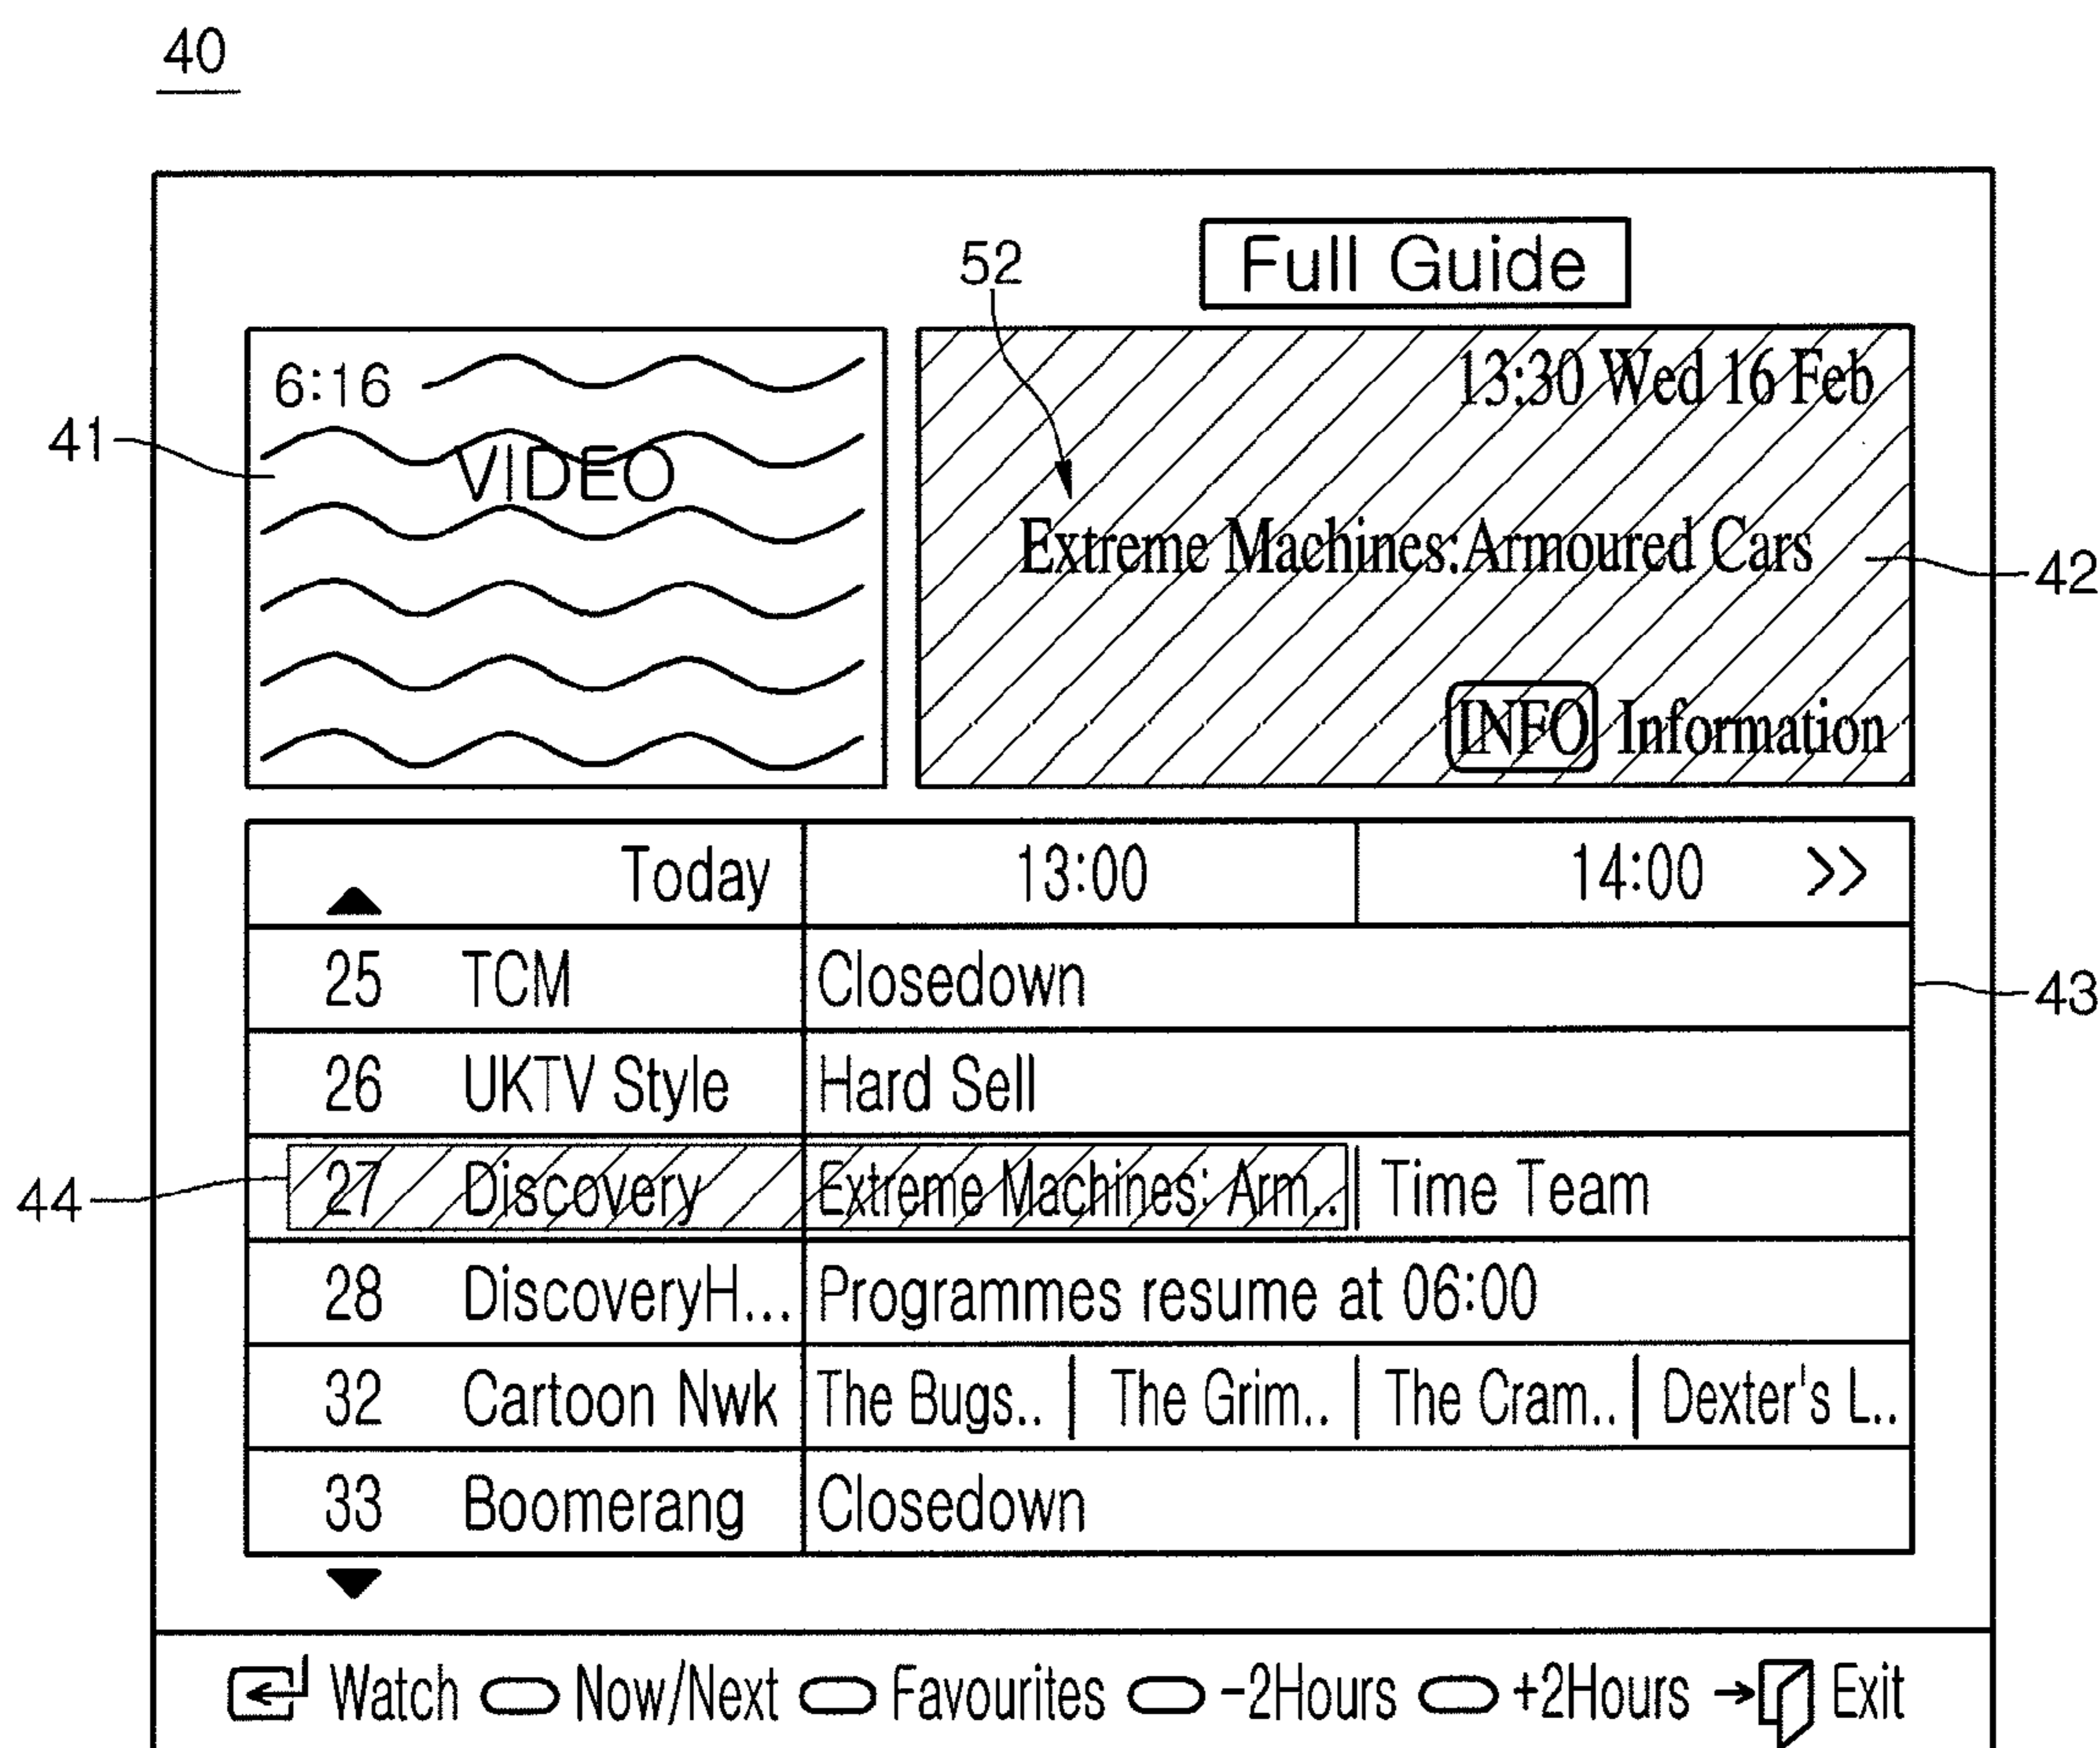 40
Full Guide
52
6:16
13:30 Wed 16 Feb
41
VIDEO
Extreme Machines:Armoured Cars
42
INFO Information
Today 13:00 14:00 >>
25 TCM Closedown
43
26 UKTV Style Hard Sell
44
27 Discovery Extreme Machines: Arm.. Time Team
28 DiscoveryH... Programmes resume at 06:00
32 Cartoon Nwk The Bugs.. The Grim.. The Cram.. Dexter's L..
33 Boomerang Closedown
Watch Now/Next Favourites -2Hours +2Hours Exit